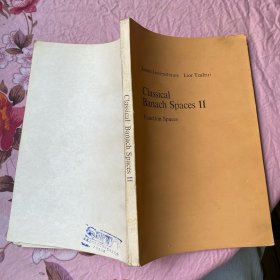 Joram Lindenstrauss Lior Tzafriri
Classical
Banach Spaces II
Function Spaces
Classical Banach Spaces II